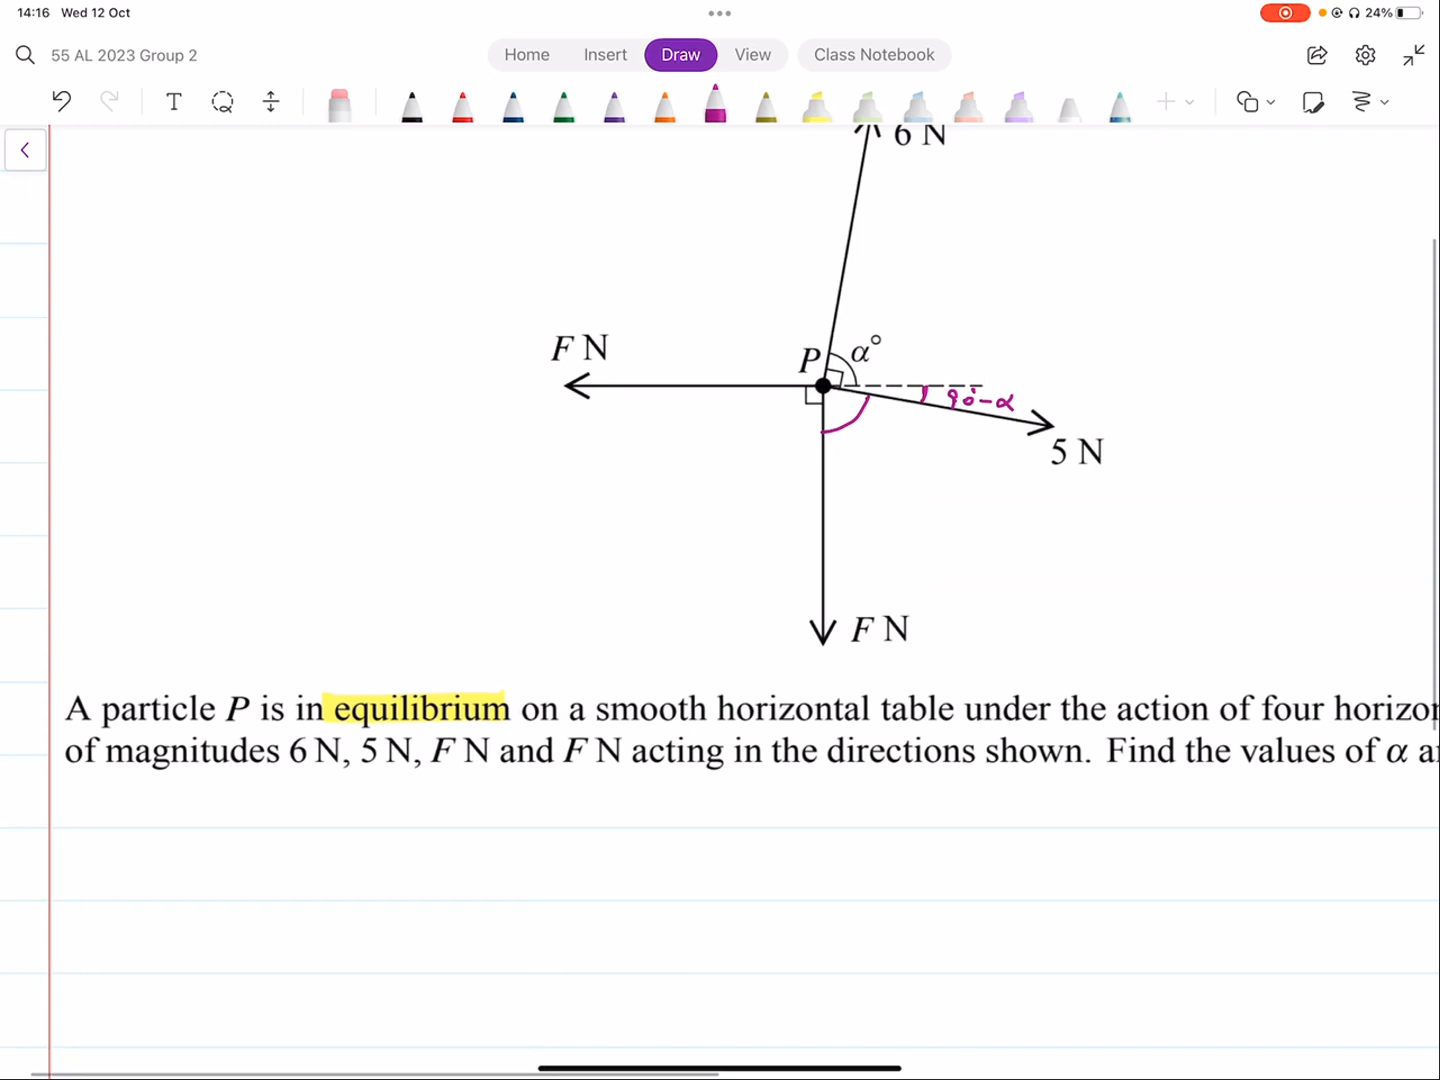 14:16 Wed 12 Oct
24%
55 AL 2023 Group 2
Home Insert Draw View Class Notebook
T
6 N
F N
P α°
90°-α
5 N
F N
A particle P is in equilibrium on a smooth horizontal table under the action of four horizon
of magnitudes 6 N, 5 N, F N and F N acting in the directions shown. Find the values of α a